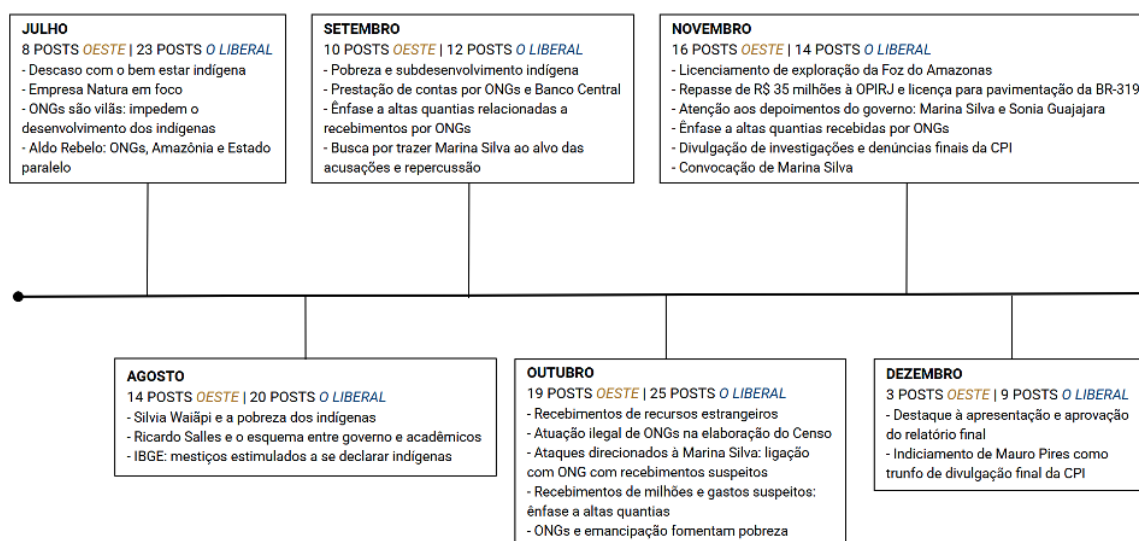 JULHO
8 POSTS OESTE | 23 POSTS O LIBERAL
- Descaso com o bem estar indígena
- Empresa Natura em foco
- ONGs são vilãs: impedem o
desenvolvimento dos indígenas
- Aldo Rebelo: ONGs, Amazônia e Estado
paralelo
SETEMBRO
10 POSTS OESTE | 12 POSTS O LIBERAL
- Pobreza e subdesenvolvimento indígena
- Prestação de contas por ONGs e Banco Central
- Ênfase a altas quantias relacionadas a
recebimentos por ONGs
- Busca por trazer Marina Silva ao alvo das
acusações e repercussão
NOVEMBRO
16 POSTS OESTE | 14 POSTS O LIBERAL
- Licenciamento de exploração da Foz do Amazonas
- Repasse de R$ 35 milhões à OPIRJ e licença para pavimentação da BR-319
- Atenção aos depoimentos do governo: Marina Silva e Sonia Guajajara
- Ênfase a altas quantias recebidas por ONGs
- Divulgação de investigações e denúncias finais da CPI
- Convocação de Marina Silva
AGOSTO
14 POSTS OESTE | 20 POSTS O LIBERAL
- Silvia Waiãpi e a pobreza dos indígenas
- Ricardo Salles e o esquema entre governo e acadêmicos
- IBGE: mestiços estimulados a se declarar indígenas
OUTUBRO
19 POSTS OESTE | 25 POSTS O LIBERAL
- Recebimentos de recursos estrangeiros
- Atuação ilegal de ONGs na elaboração do Censo
- Ataques direcionados à Marina Silva: ligação
com ONG com recebimentos suspeitos
- Recebimentos de milhões e gastos suspeitos:
ênfase a altas quantias
- ONGs e emancipação fomentam pobreza
DEZEMBRO
3 POSTS OESTE | 9 POSTS O LIBERAL
- Destaque à apresentação e aprovação
do relatório final
- Indiciamento de Mauro Pires como
trunfo de divulgação final da CPI